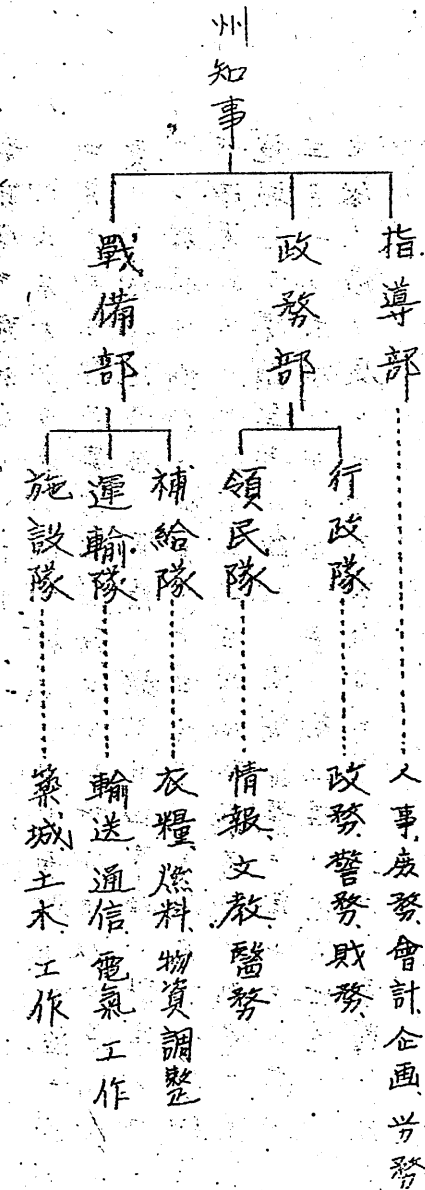 州知事
指導部……人事、庶務、會計、企画、労務
政務部
行政隊……政務、警務、財務
領民隊……情報、文教、醫務
戰備部
補給隊……衣糧、燃料、物資調整
運輸隊……輸送、通信、電氣、工作
施設隊……築城、土木、工作